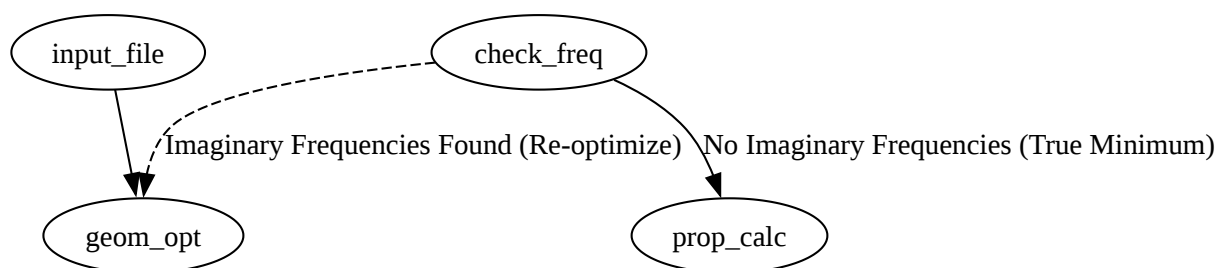 input_file
check_freq
Imaginary Frequencies Found (Re-optimize)
No Imaginary Frequencies (True Minimum)
geom_opt
prop_calc